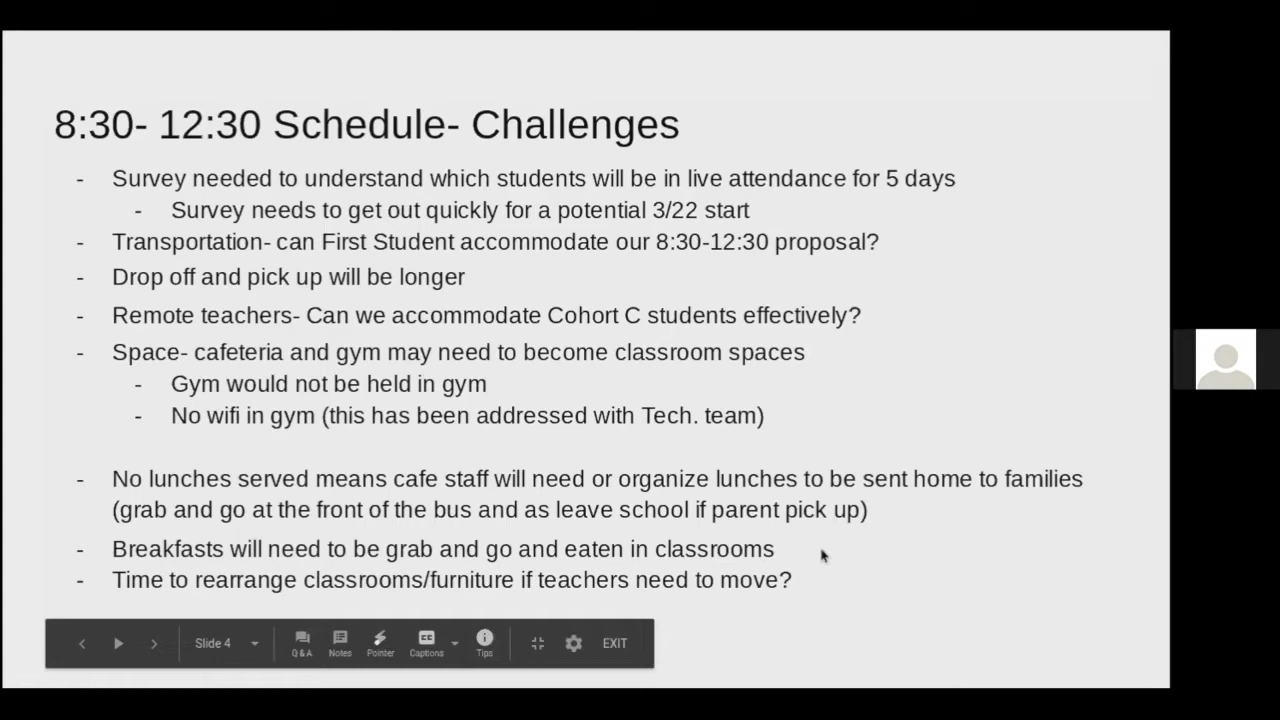 8:30- 12:30 Schedule- Challenges
- Survey needed to understand which students will be in live attendance for 5 days
- Survey needs to get out quickly for a potential 3/22 start
- Transportation- can First Student accommodate our 8:30-12:30 proposal?
- Drop off and pick up will be longer
- Remote teachers- Can we accommodate Cohort C students effectively?
- Space- cafeteria and gym may need to become classroom spaces
- Gym would not be held in gym
- No wifi in gym (this has been addressed with Tech. team)
- No lunches served means cafe staff will need or organize lunches to be sent home to families
(grab and go at the front of the bus and as leave school if parent pick up)
- Breakfasts will need to be grab and go and eaten in classrooms
- Time to rearrange classrooms/furniture if teachers need to move?
Slide 4 Q & A Notes Pointer CC Captions Tips EXIT